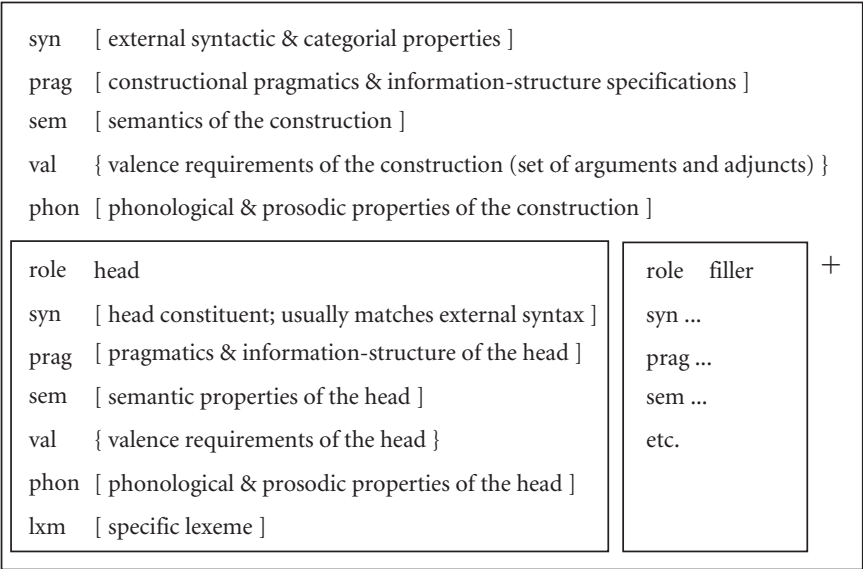 syn [ external syntactic & categorial properties ]
prag [ constructional pragmatics & information-structure specifications ]
sem [ semantics of the construction ]
val { valence requirements of the construction (set of arguments and adjuncts) }
phon [ phonological & prosodic properties of the construction ]
role head
syn [ head constituent; usually matches external syntax ]
prag [ pragmatics & information-structure of the head ]
sem [ semantic properties of the head ]
val { valence requirements of the head }
phon [ phonological & prosodic properties of the head ]
lxm [ specific lexeme ]
role filler
syn ...
prag ...
sem ...
etc.
+